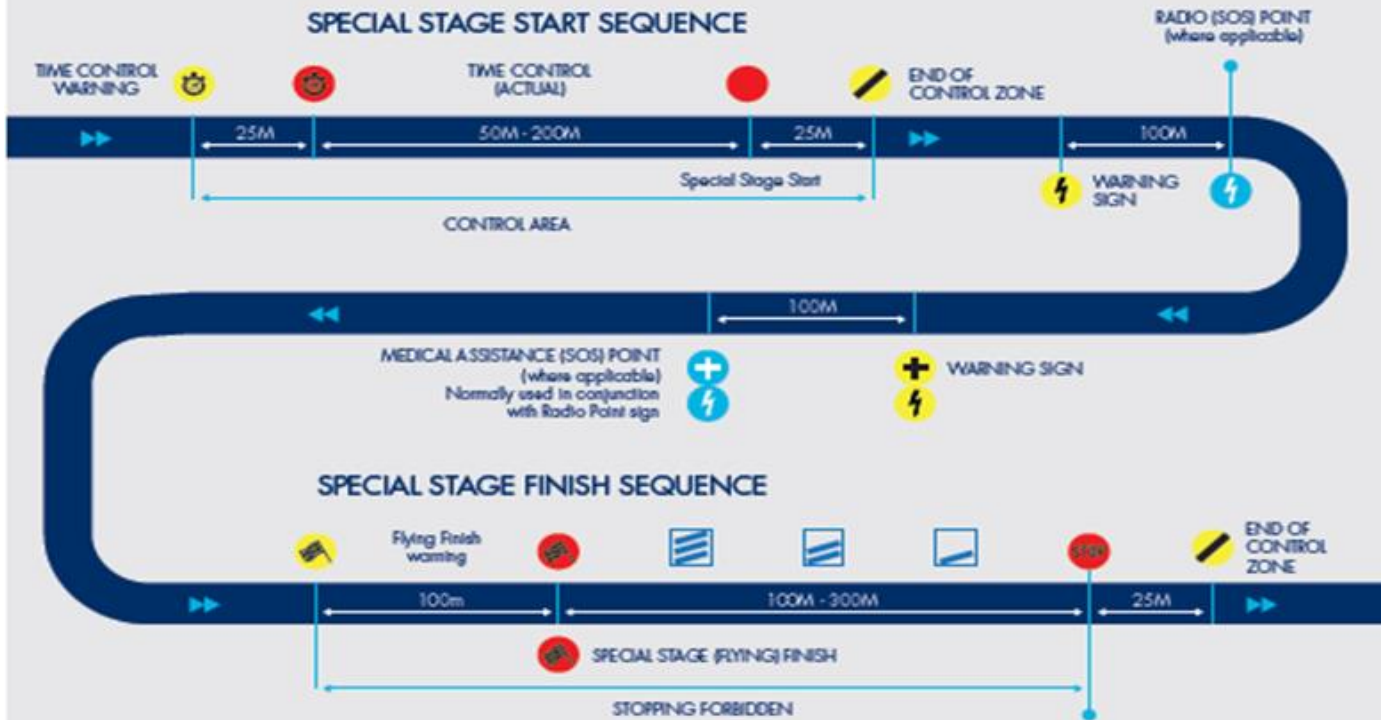 SPECIAL STAGE START SEQUENCE
RADIO (SOS) POINT
(where applicable)
TIME CONTROL
WARNING
TIME CONTROL
(ACTUAL)
END OF
CONTROL ZONE
25M
50M - 200M
25M
100M
Special Stage Start
WARNING
SIGN
CONTROL AREA
100M
MEDICAL ASSISTANCE (SOS) POINT
(where applicable)
Normally used in conjunction
with Radio Point sign
WARNING SIGN
SPECIAL STAGE FINISH SEQUENCE
Flying Finish
warning
STOP
END OF
CONTROL
ZONE
100m
100M - 300M
25M
SPECIAL STAGE (FLYING) FINISH
STOPPING FORBIDDEN